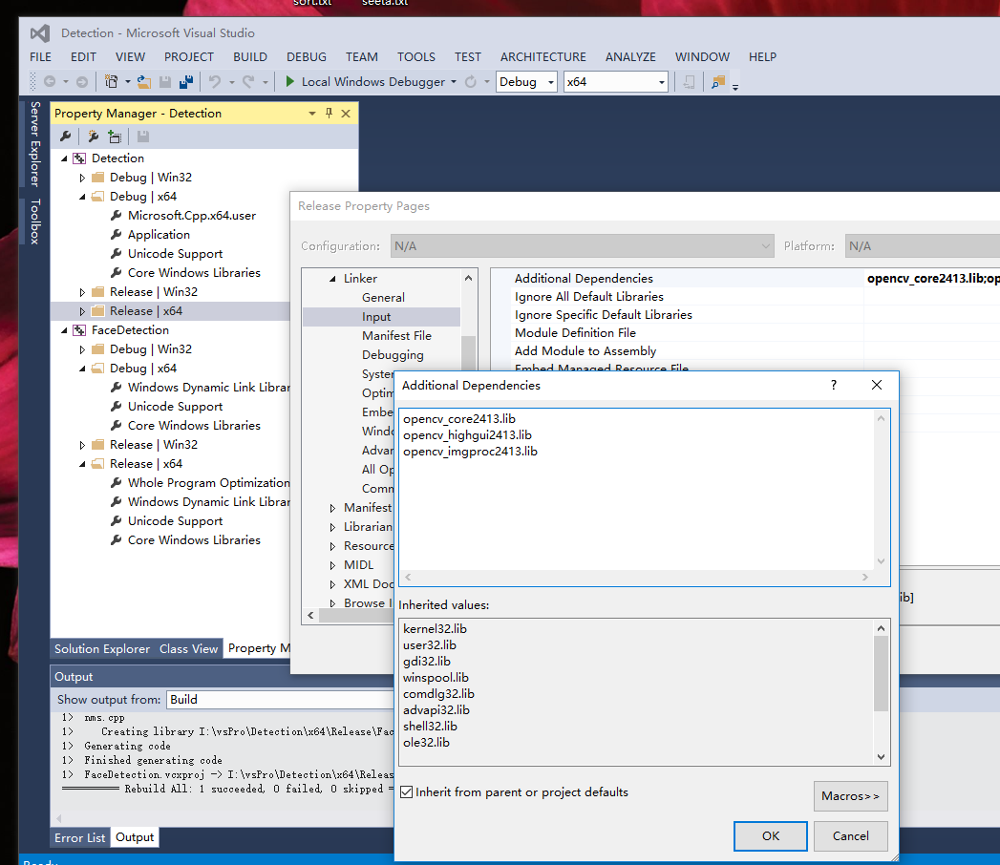 sort.txt seeta.txt
Detection - Microsoft Visual Studio
FILE EDIT VIEW PROJECT BUILD DEBUG TEAM TOOLS TEST ARCHITECTURE ANALYZE WINDOW HELP
Local Windows Debugger Debug x64
Server Explorer
Toolbox
Property Manager - Detection
Detection
Debug | Win32
Debug | x64
Microsoft.Cpp.x64.user
Application
Unicode Support
Core Windows Libraries
Release | Win32
Release | x64
FaceDetection
Debug | Win32
Debug | x64
Windows Dynamic Link Librar
Unicode Support
Core Windows Libraries
Release | Win32
Release | x64
Whole Program Optimization
Windows Dynamic Link Librar
Unicode Support
Core Windows Libraries
Solution Explorer Class View Property M
Release Property Pages
Configuration: N/A Platform: N/A
Linker
General
Input
Manifest File
Debugging
System
Optim
Embe
Windo
Advan
All Op
Comm
Manifest
Librarian
Resource
MIDL
XML Doc
Browse I
Additional Dependencies opencv_core2413.lib;op
Ignore All Default Libraries
Ignore Specific Default Libraries
Module Definition File
Add Module to Assembly
Embed Managed Resource File
ib]
Additional Dependencies ?
opencv_core2413.lib
opencv_highgui2413.lib
opencv_imgproc2413.lib
Inherited values:
kernel32.lib
user32.lib
gdi32.lib
winspool.lib
comdlg32.lib
advapi32.lib
shell32.lib
ole32.lib
Inherit from parent or project defaults
Macros>>
OK Cancel
Output
Show output from: Build
1> nms.cpp
1> Creating library I:\vsPro\Detection\x64\Release\Fac
1> Generating code
1> Finished generating code
1> FaceDetection.vcxproj -> I:\vsPro\Detection\x64\Releas
========== Rebuild All: 1 succeeded, 0 failed, 0 skipped =
Error List Output
Ready